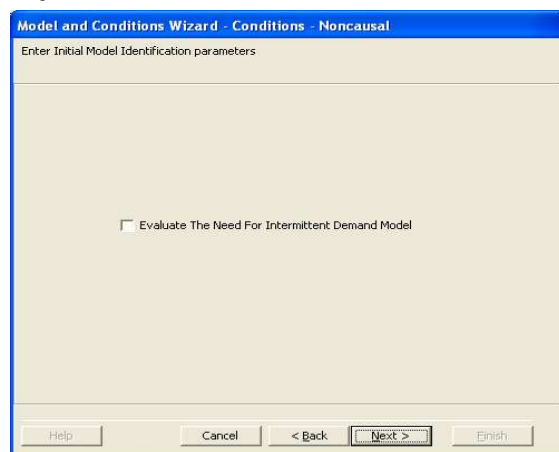 Model and Conditions Wizard - Conditions - Noncausal
Enter Initial Model Identification parameters
Evaluate The Need For Intermittent Demand Model
Help Cancel < Back Next > Finish